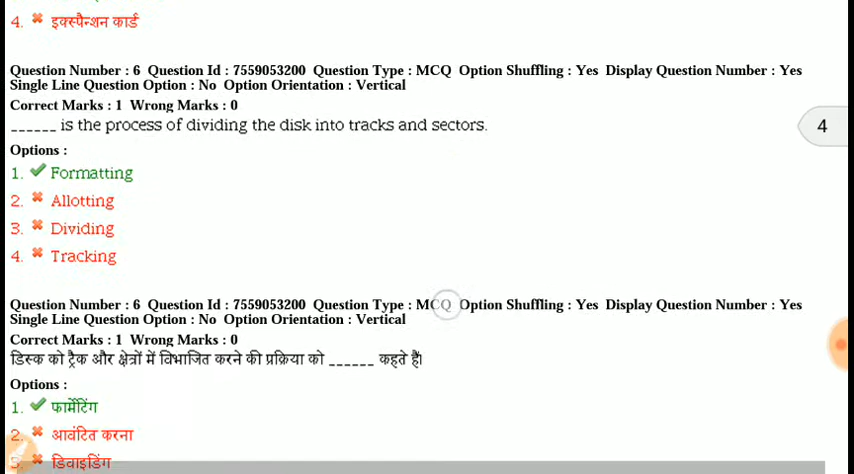 4. इक्स्पैन्शन कार्ड
Question Number : 6 Question Id : 7559053200 Question Type : MCQ Option Shuffling : Yes Display Question Number : Yes
Single Line Question Option : No Option Orientation : Vertical
Correct Marks : 1 Wrong Marks : 0
______ is the process of dividing the disk into tracks and sectors.
4
Options :
1. Formatting
2. Allotting
3. Dividing
4. Tracking
Question Number : 6 Question Id : 7559053200 Question Type : MCQ Option Shuffling : Yes Display Question Number : Yes
Single Line Question Option : No Option Orientation : Vertical
Correct Marks : 1 Wrong Marks : 0
डिस्क को ट्रैक और क्षेत्रों में विभाजित करने की प्रक्रिया को ______ कहते हैं।
Options :
1. फार्मेटिंग
2. आवंटित करना
3. डिवाइडिंग